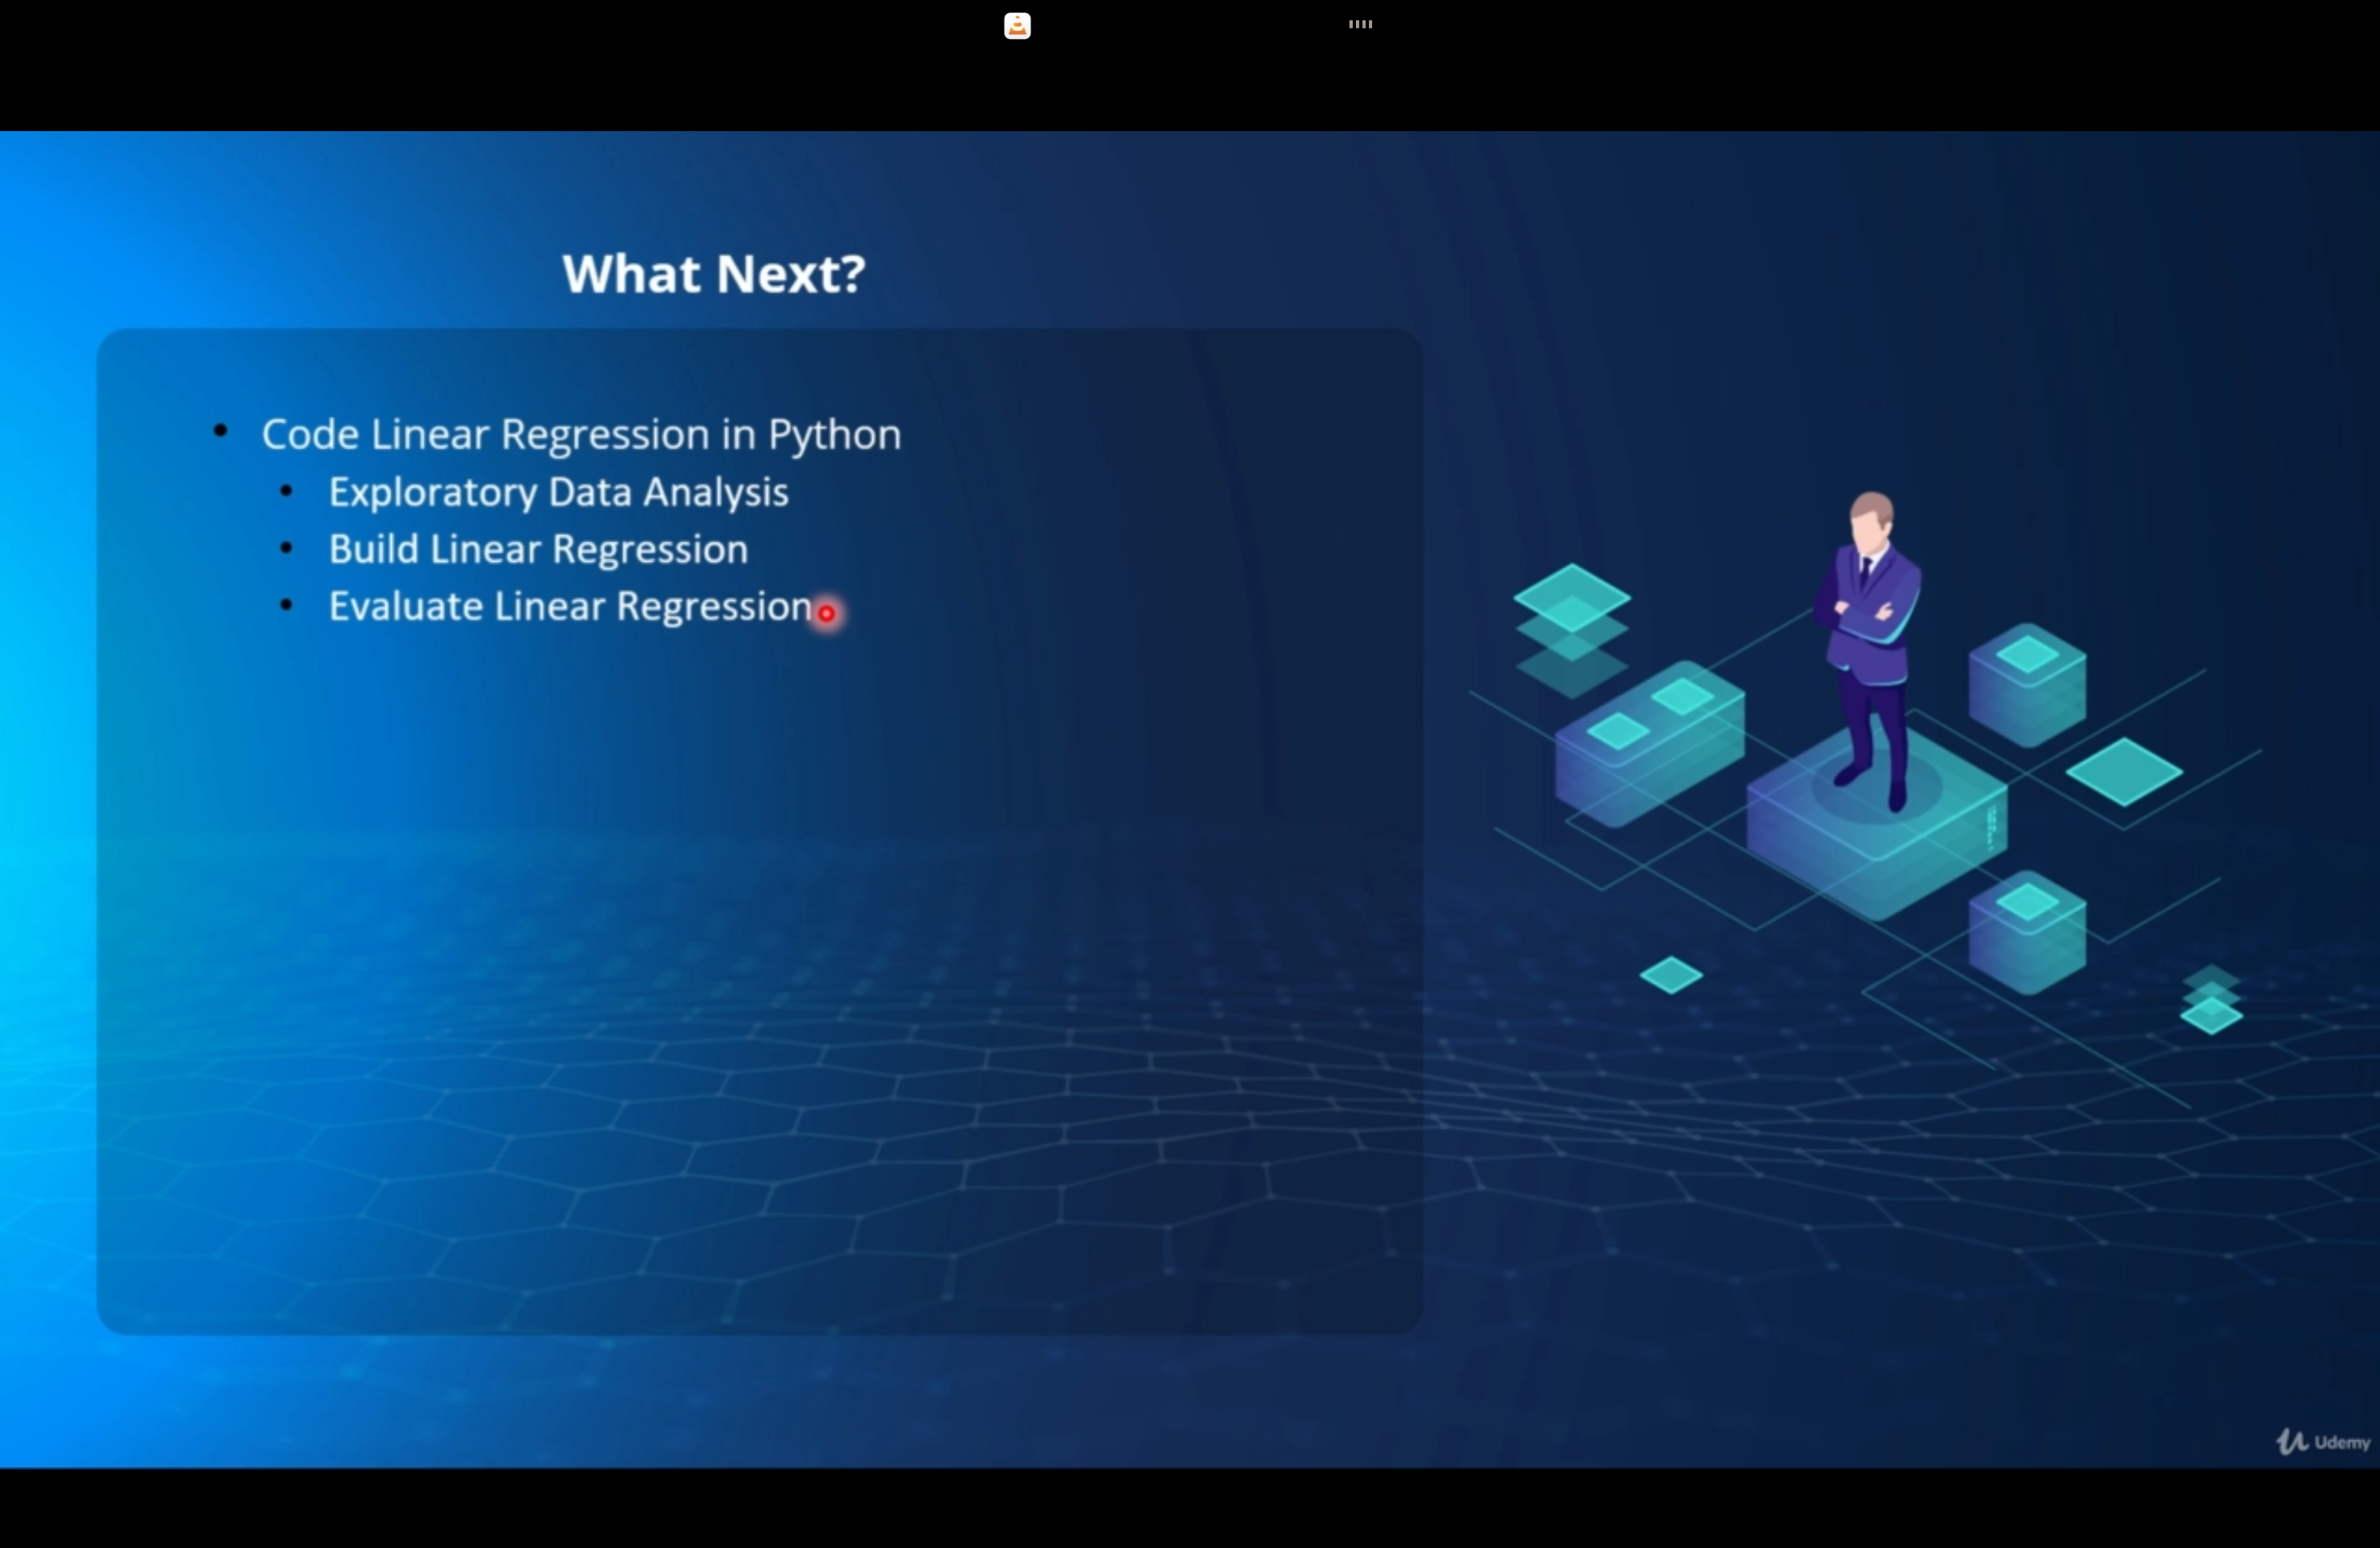 What Next?
Code Linear Regression in Python
Exploratory Data Analysis
Build Linear Regression
Evaluate Linear Regression
Udemy